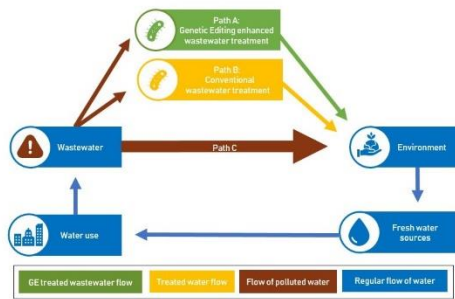 Path A:
Genetic Editing enhanced
wastewater treatment
Path B:
Conventional
wastewater treatment
Wastewater
Path C
Environment
Water use
Fresh water
sources
GE treated wastewater flow
Treated water flow
Flow of polluted water
Regular flow of water